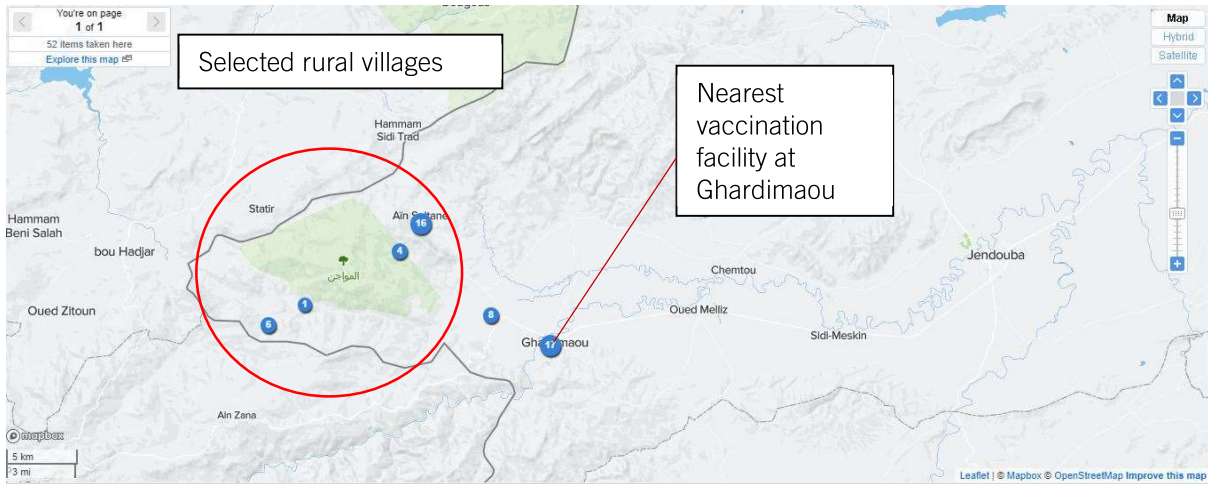 You're on page
1 of 1
52 items taken here
Explore this map
Selected rural villages
Nearest
vaccination
facility at
Ghardimaou
Map
Hybrid
Satellite
Hammam
Sidi Trad
Statir
Aïn Sultane
16
4
Hammam
Beni Salah
bou Hadjar
المواجن
1
6
8
Oued Zitoun
Ghardimaou
17
Chemtou
Oued Melliz
Jendouba
Sidi-Meskin
Ain Zana
mapbox
5 km
3 mi
Leaflet | © Mapbox © OpenStreetMap Improve this map